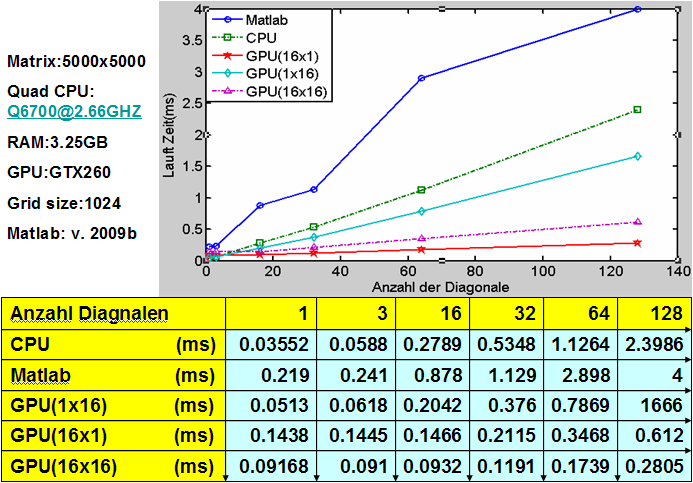 Matrix:5000x5000
Quad CPU:
Q6700@2.66GHZ
RAM:3.25GB
GPU:GTX260
Grid size:1024
Matlab: v. 2009b
Matlab
CPU
GPU(16x1)
GPU(1x16)
GPU(16x16)
Lauft Zeit(ms)
4
3.5
3
2.5
2
1.5
1
0.5
0
0 20 40 60 80 100 120 140
Anzahl der Diagonale
Anzahl Diagnalen 1 3 16 32 64 128
CPU (ms) 0.03552 0.0588 0.2789 0.5348 1.1264 2.3986
Matlab (ms) 0.219 0.241 0.878 1.129 2.898 4
GPU(1x16) (ms) 0.0513 0.0618 0.2042 0.376 0.7869 1666
GPU(16x1) (ms) 0.1438 0.1445 0.1466 0.2115 0.3468 0.612
GPU(16x16) (ms) 0.09168 0.091 0.0932 0.1191 0.1739 0.2805